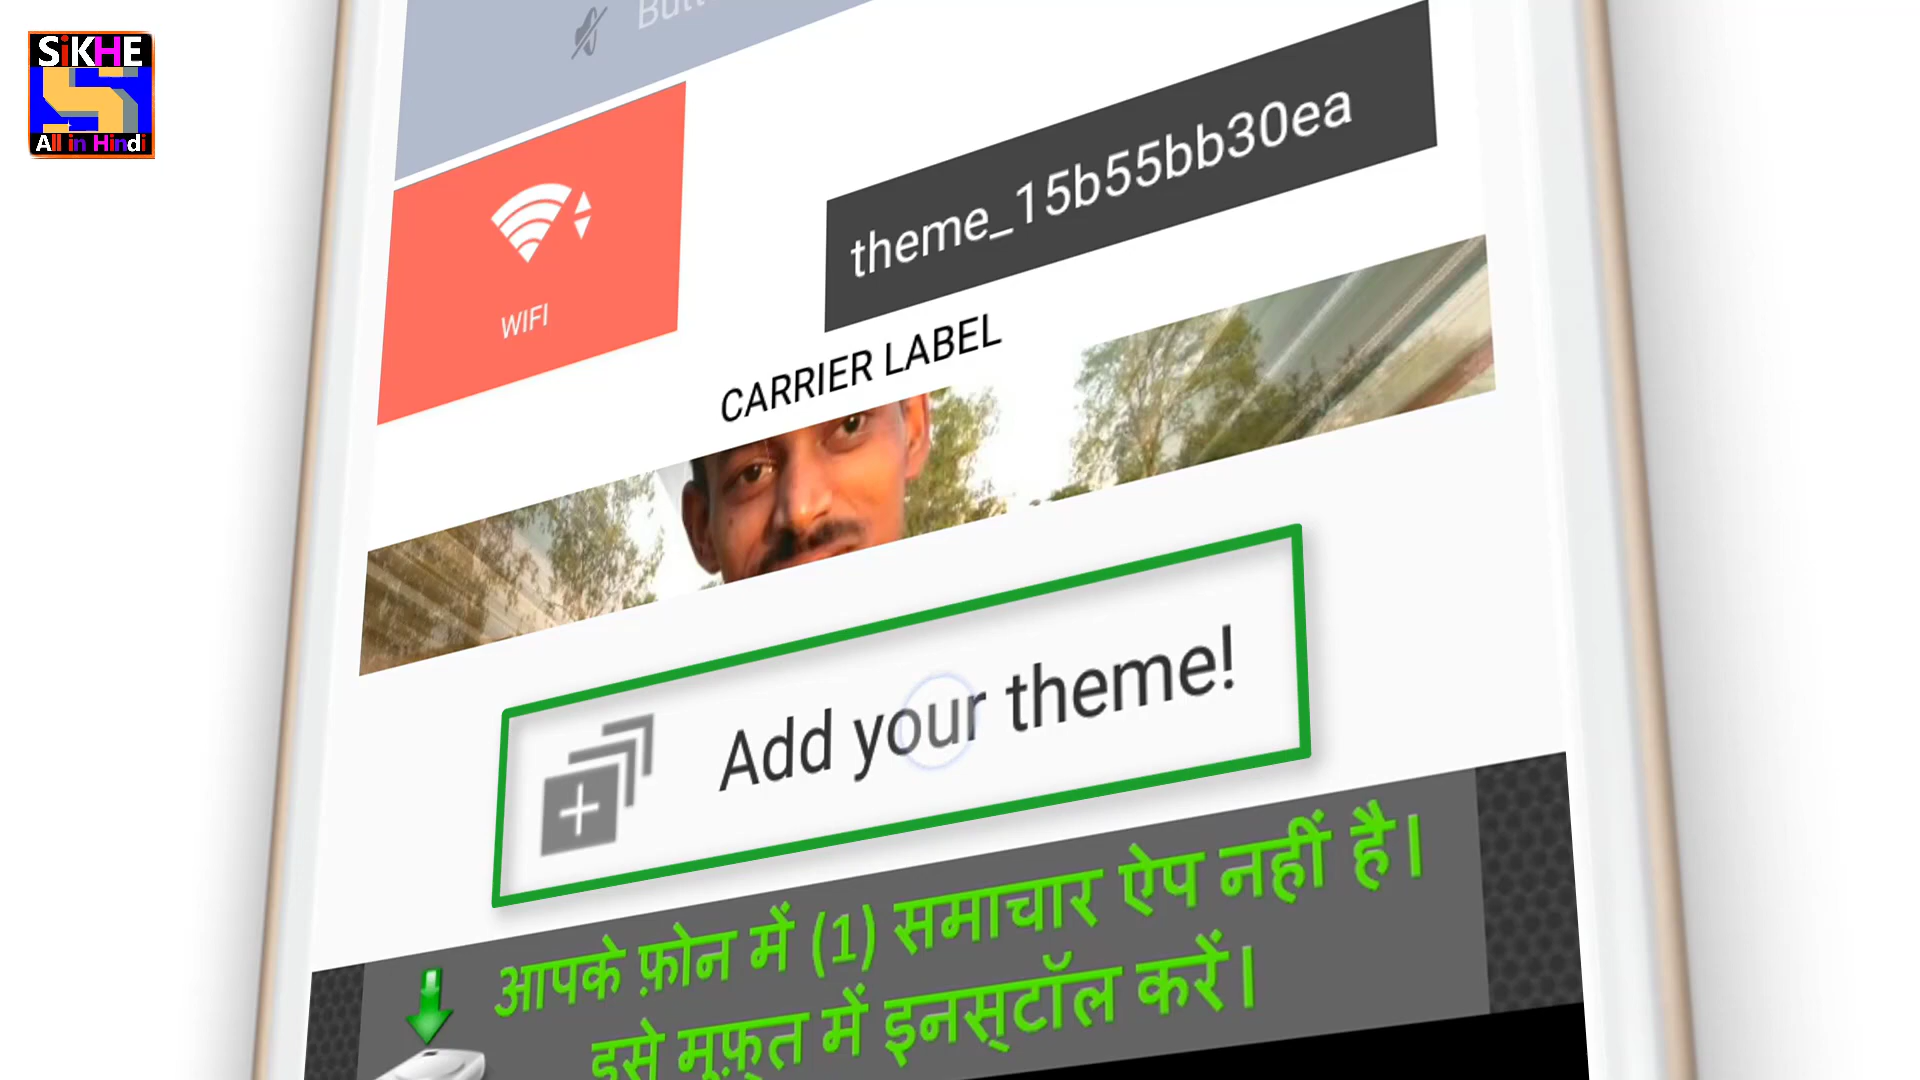 SiKHE
All in Hindi
WIFI
theme_15b55bb30ea
CARRIER LABEL
Add your theme!
आपके फ़ोन में (1) समाचार ऐप नहीं है।
इसे मुफ़्त में इनस्टॉल करें।